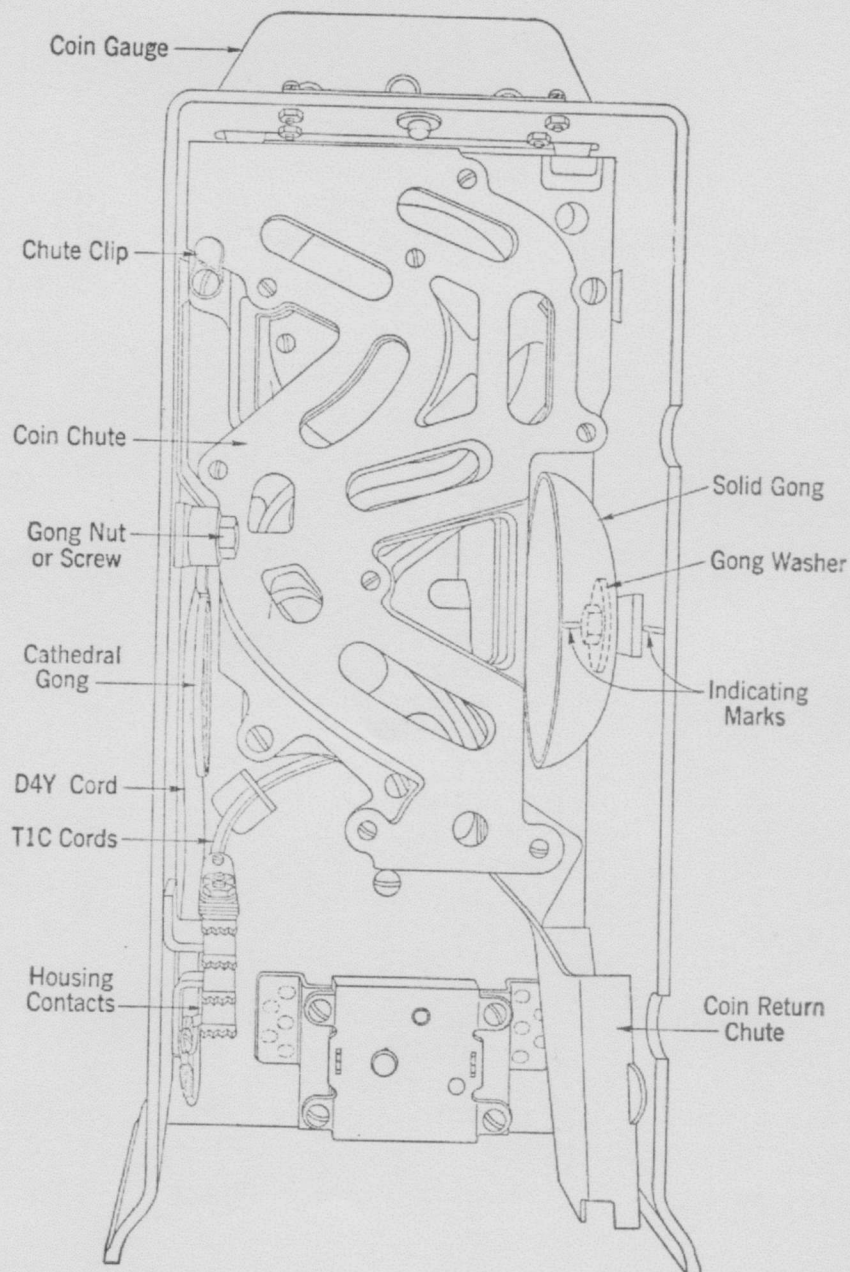 Coin Gauge
Chute Clip
Coin Chute
Solid Gong
Gong Nut
or Screw
Gong Washer
Cathedral
Gong
Indicating
Marks
D4Y Cord
T1C Cords
Housing
Contacts
Coin Return
Chute